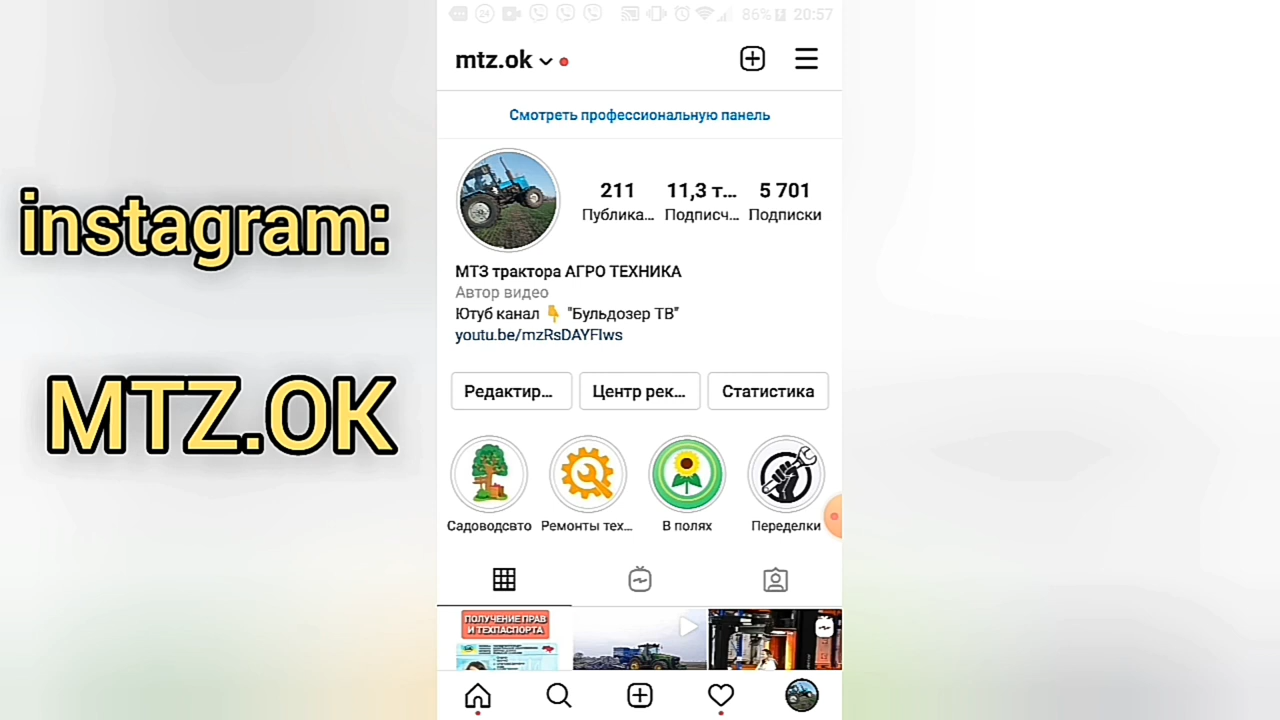 24 86% 20:57
mtz.ok
Смотреть профессиональную панель
211 11,3 т... 5 701
Публика... Подписч... Подписки
МТЗ трактора АГРО ТЕХНИКА
Автор видео
Ютуб канал 👇 "Бульдозер ТВ"
youtu.be/mzRsDAYFIws
Редактир... Центр рек... Статистика
Садоводсвто Ремонты тех... В полях Переделки
ПОЛУЧЕНИЕ ПРАВ
И ТЕХПАСПОРТА
instagram:
MTZ.OK